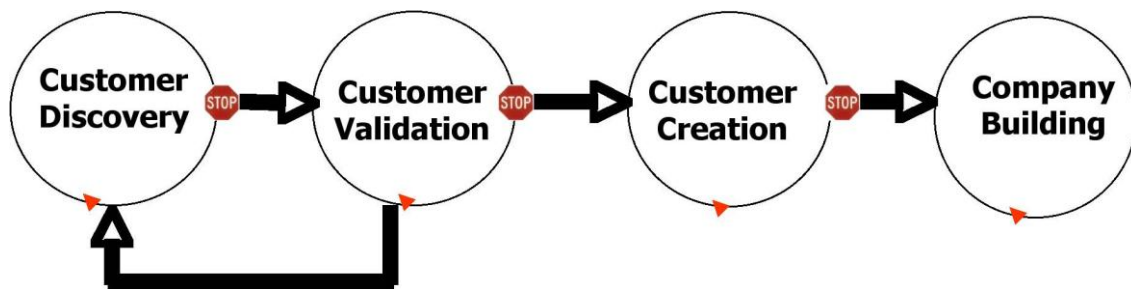 Customer
Discovery
STOP
Customer
Validation
STOP
Customer
Creation
STOP
Company
Building